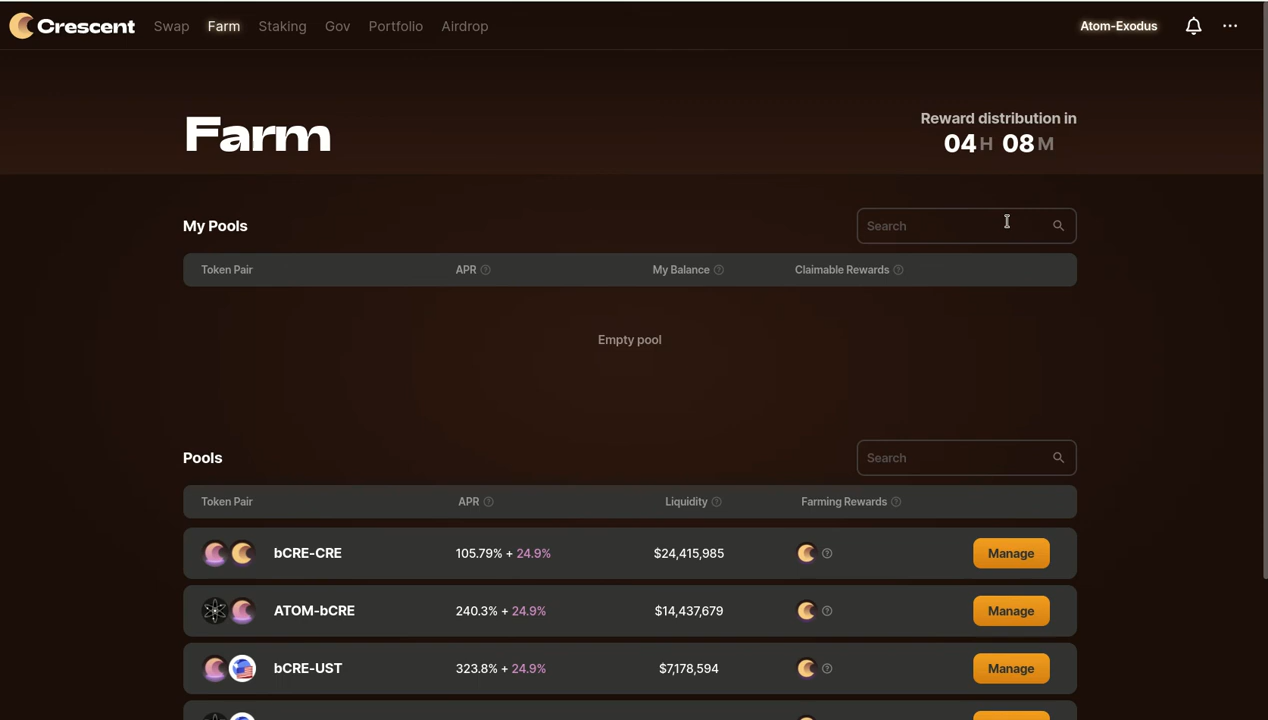 Crescent Swap Farm Staking Gov Portfolio Airdrop Atom-Exodus
Farm
Reward distribution in
04 H 08 M
My Pools
Search
Token Pair APR My Balance Claimable Rewards
Empty pool
Pools
Search
Token Pair APR Liquidity Farming Rewards
bCRE-CRE 105.79% + 24.9% $24,415,985 Manage
ATOM-bCRE 240.3% + 24.9% $14,437,679 Manage
bCRE-UST 323.8% + 24.9% $7,178,594 Manage